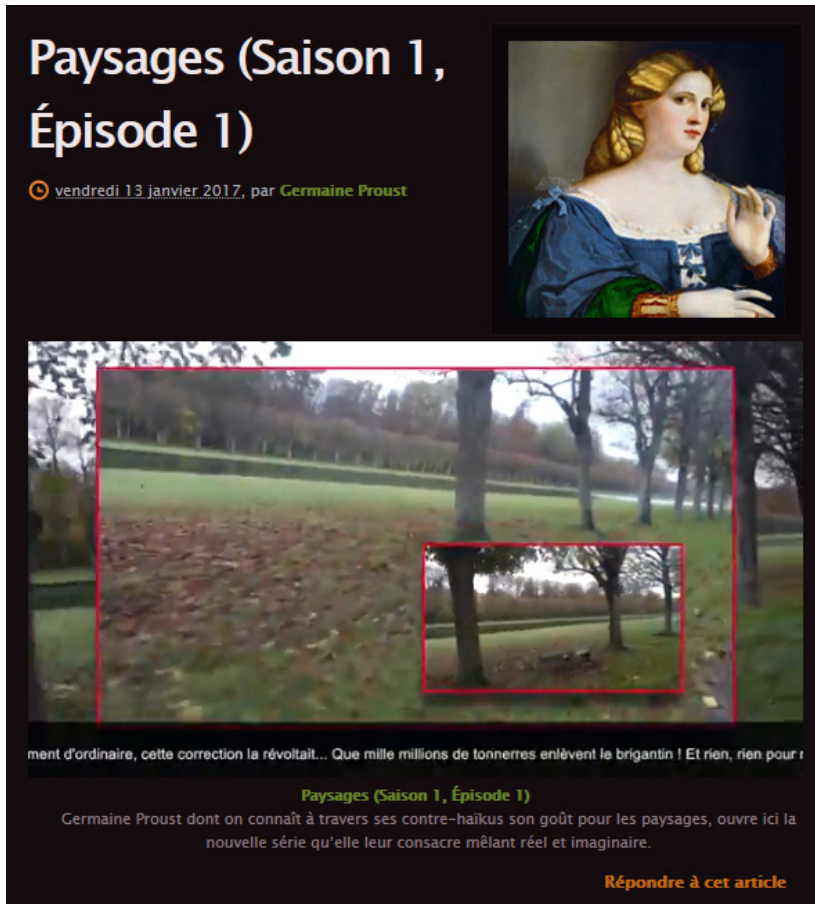 Paysages (Saison 1,
Épisode 1)
vendredi 13 janvier 2017, par Germaine Proust
ment d'ordinaire, cette correction la révoltait... Que mille millions de tonnerres enlèvent le brigantin ! Et rien, rien pour r
Paysages (Saison 1, Épisode 1)
Germaine Proust dont on connaît à travers ses contre-haïkus son goût pour les paysages, ouvre ici la
nouvelle série qu'elle leur consacre mêlant réel et imaginaire.
Répondre à cet article